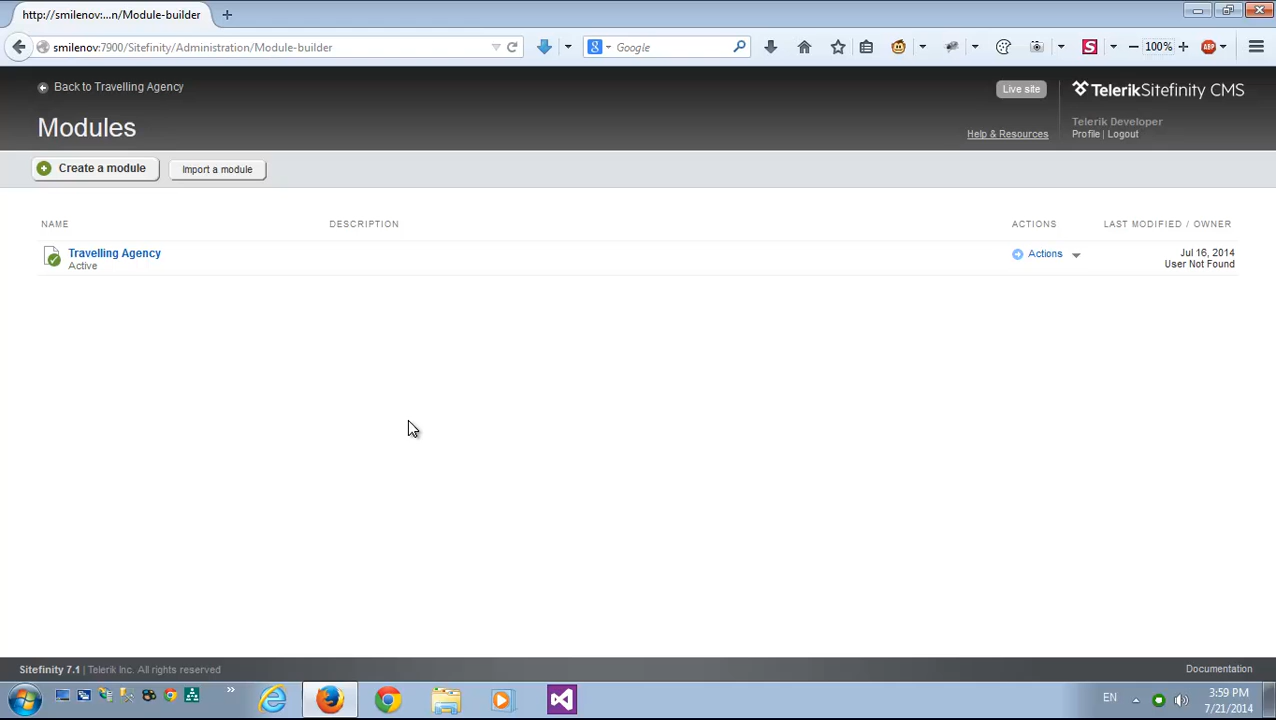 http://smilenov:...n/Module-builder
smilenov:7900/Sitefinity/Administration/Module-builder
Google
100%
Back to Travelling Agency
Live site
Telerik Sitefinity CMS
Modules
Telerik Developer
Help & Resources
Profile | Logout
Create a module
Import a module
NAME
DESCRIPTION
ACTIONS
LAST MODIFIED / OWNER
Travelling Agency
Active
Actions
Jul 16, 2014
User Not Found
Sitefinity 7.1 | Telerik Inc. All rights reserved
Documentation
EN
3:59 PM
7/21/2014